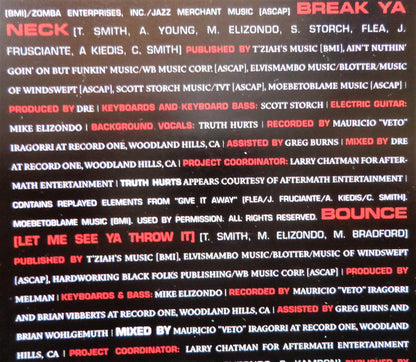 [BMI]/ZOMBA ENTERPRISES, INC./JAZZ MERCHANT MUSIC [ASCAP] BREAK YA
NECK [T. SMITH, A. YOUNG, M. ELIZONDO, S. STORCH, FLEA, J.
FRUSCIANTE, A KIEDIS, C. SMITH] PUBLISHED BY T'ZIAH'S MUSIC [BMI], AIN'T NUTHIN'
GOIN' ON BUT FUNKIN' MUSIC/WB MUSIC CORP. [ASCAP], ELVISMAMBO MUSIC/BLOTTER/MUSIC
OF WINDSWEPT [ASCAP], SCOTT STORCH MUSIC/TVT [ASCAP], MOEBETOBLAME MUSIC [ASCAP] |
PRODUCED BY DRE | KEYBOARDS AND KEYBOARD BASS: SCOTT STORCH | ELECTRIC GUITAR:
MIKE ELIZONDO | BACKGROUND VOCALS: TRUTH HURTS | RECORDED BY MAURICIO "VETO"
IRAGORRI AT RECORD ONE, WOODLAND HILLS, CA | ASSISTED BY GREG BURNS | MIXED BY DRE
AT RECORD ONE, WOODLAND HILLS, CA | PROJECT COORDINATOR: LARRY CHATMAN FOR AFTER-
MATH ENTERTAINMENT | TRUTH HURTS APPEARS COURTESY OF AFTERMATH ENTERTAINMENT |
CONTAINS REPLAYED ELEMENTS FROM "GIVE IT AWAY" (FLEA/J. FRUCIANTE/A. KIEDIS/C. SMITH).
MOEBETOBLAME MUSIC [BMI]. USED BY PERMISSION. ALL RIGHTS RESERVED. BOUNCE
[LET ME SEE YA THROW IT] [T. SMITH, M. ELIZONDO, M. BRADFORD]
PUBLISHED BY T'ZIAH'S MUSIC [BMI], ELVISMAMBO MUSIC/BLOTTER/MUSIC OF WINDSWEPT
[ASCAP], HARDWORKING BLACK FOLKS PUBLISHING/WB MUSIC CORP. [ASCAP] | PRODUCED BY
MELMAN | KEYBOARDS & BASS: MIKE ELIZONDO | RECORDED BY MAURICIO "VETO" IRAGORRI
AND BRIAN VIBBERTS AT RECORD ONE, WOODLAND HILLS, CA | ASSISTED BY GREG BURNS AND
BRIAN WOHLGEMUTH | MIXED BY MAURICIO "VETO" IRAGORRI AT RECORD ONE, WOODLAND
HILLS, CA | PROJECT COORDINATOR: LARRY CHATMAN FOR AFTERMATH ENTERTAINMENT